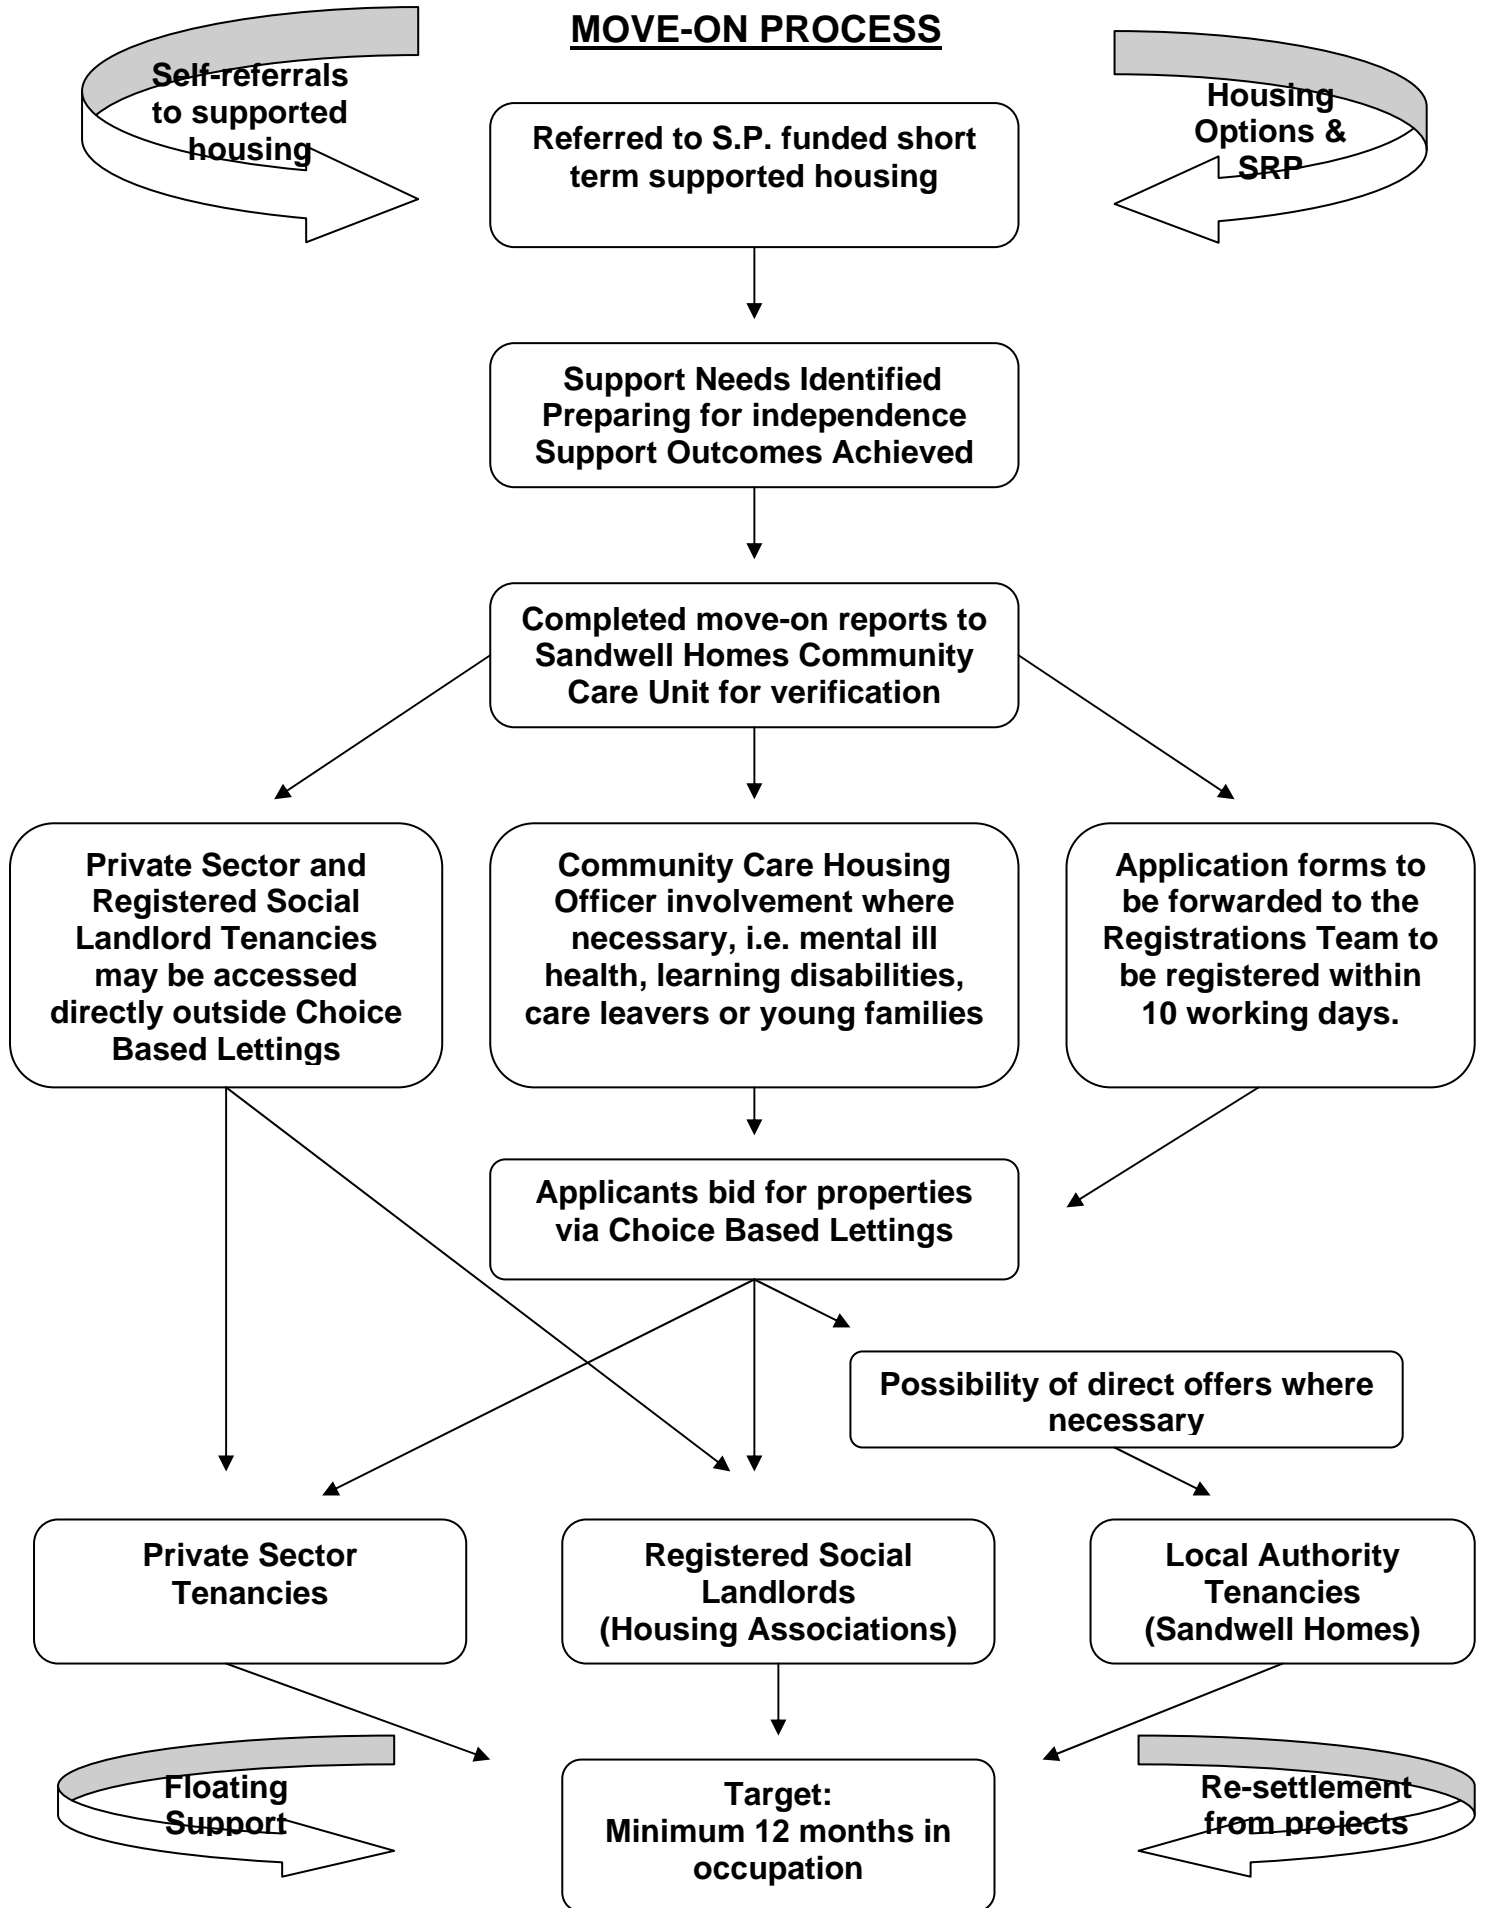 MOVE-ON PROCESS
Self-referrals
to supported
housing
Housing
Options &
SRP
Referred to S.P. funded short
term supported housing
Support Needs Identified
Preparing for independence
Support Outcomes Achieved
Completed move-on reports to
Sandwell Homes Community
Care Unit for verification
Private Sector and
Registered Social
Landlord Tenancies
may be accessed
directly outside Choice
Based Lettings
Community Care Housing
Officer involvement where
necessary, i.e. mental ill
health, learning disabilities,
care leavers or young families
Application forms to
be forwarded to the
Registrations Team to
be registered within
10 working days.
Applicants bid for properties
via Choice Based Lettings
Possibility of direct offers where
necessary
Private Sector
Tenancies
Registered Social
Landlords
(Housing Associations)
Local Authority
Tenancies
(Sandwell Homes)
Floating
Support
Target:
Minimum 12 months in
occupation
Re-settlement
from projects